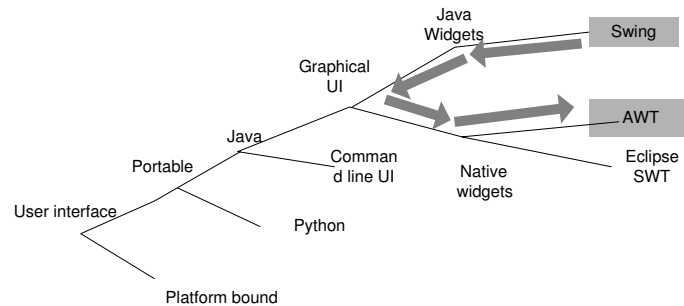 Java
Widgets
Swing
Graphical
UI
AWT
Java
Comman
d line UI
Eclipse
SWT
Portable
Native
widgets
User interface
Python
Platform bound